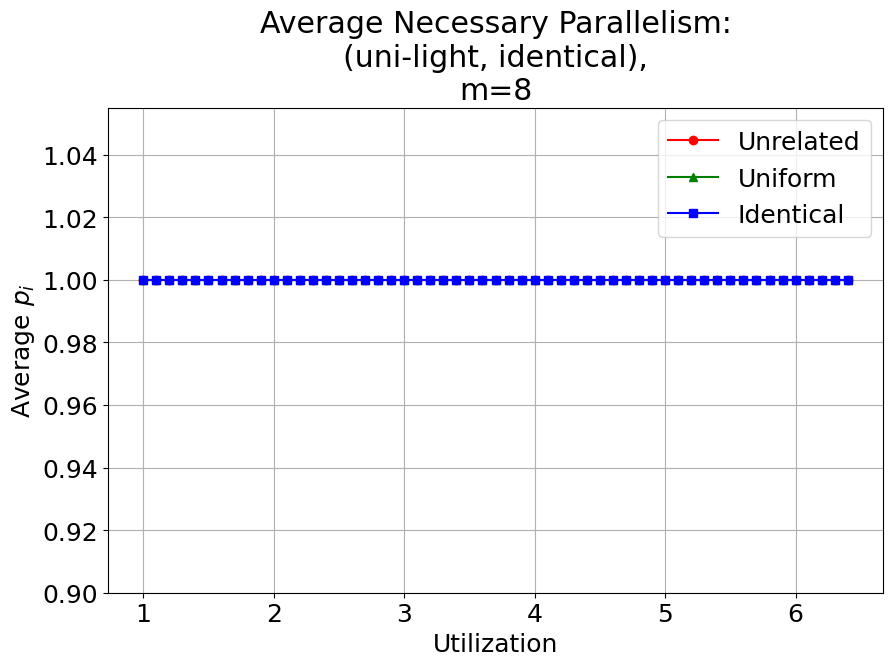 Average Necessary Parallelism:
(uni-light, identical),
m=8
Unrelated
Uniform
Identical
1.04
1.02
1.00
0.98
0.96
0.94
0.92
0.90
Average $p_i$
1 2 3 4 5 6
Utilization